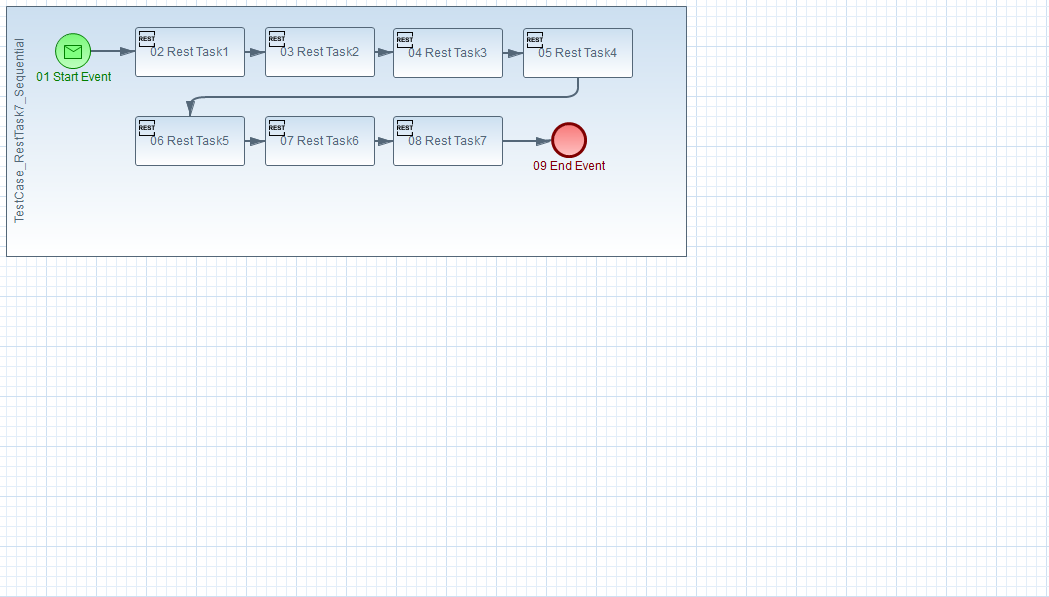 TestCase_RestTask7_Sequential
01 Start Event
REST
02 Rest Task1
REST
03 Rest Task2
REST
04 Rest Task3
REST
05 Rest Task4
REST
06 Rest Task5
REST
07 Rest Task6
REST
08 Rest Task7
09 End Event